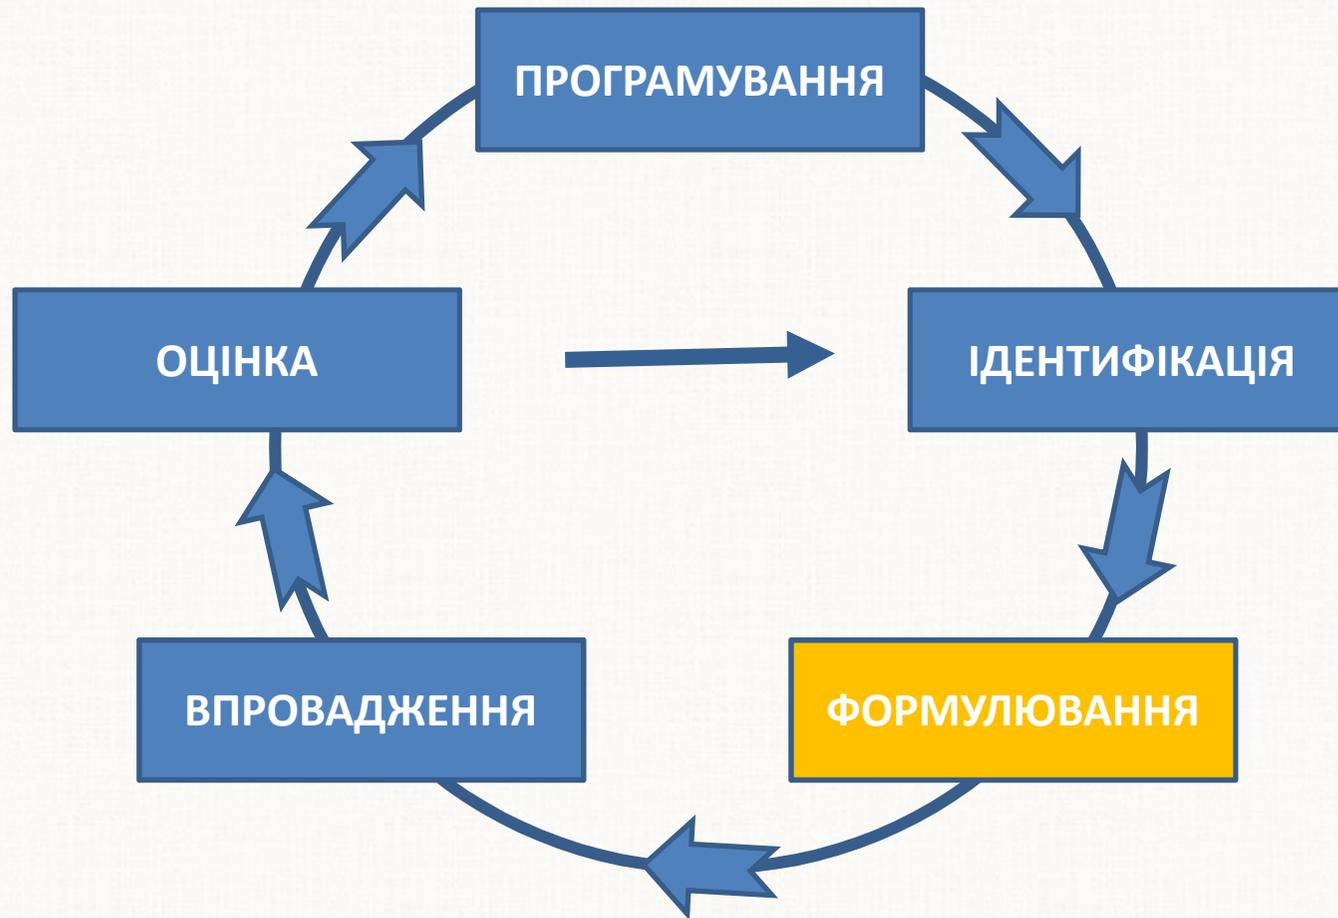 ПРОГРАМУВАННЯ
ОЦІНКА
ІДЕНТИФІКАЦІЯ
ВПРОВАДЖЕННЯ
ФОРМУЛЮВАННЯ